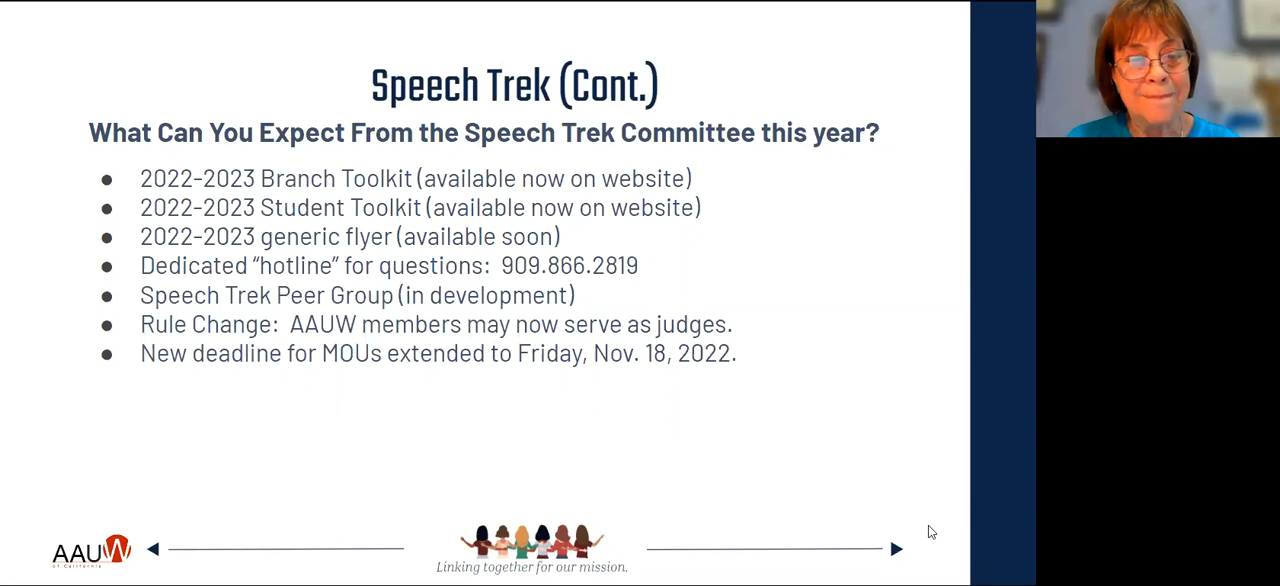 Speech Trek (Cont.)
What Can You Expect From the Speech Trek Committee this year?
● 2022-2023 Branch Toolkit (available now on website)
● 2022-2023 Student Toolkit (available now on website)
● 2022-2023 generic flyer (available soon)
● Dedicated “hotline” for questions:  909.866.2819
● Speech Trek Peer Group (in development)
● Rule Change:  AAUW members may now serve as judges.
● New deadline for MOUs extended to Friday, Nov. 18, 2022.
AAUW
of California
Linking together for our mission.